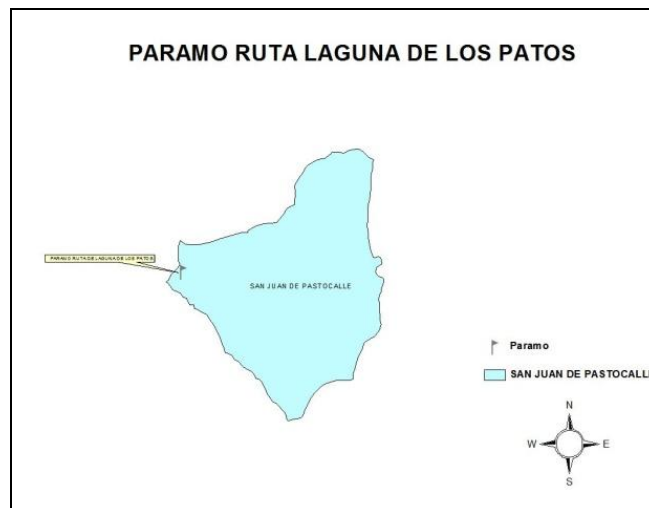 PARAMO RUTA LAGUNA DE LOS PATOS
PARAMO RUTA DE LAGUNA DE LOS PATOS
SAN JUAN DE PASTOCALLE
Paramo
SAN JUAN DE PASTOCALLE
N
W E
S